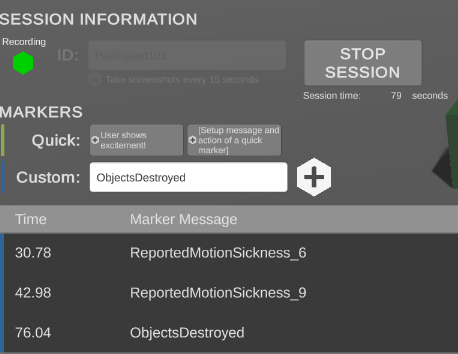 SESSION INFORMATION
Recording
ID: Participant101
STOP SESSION
Take screenshots every 15 seconds
Session time: 79 seconds
MARKERS
Quick:
User shows excitement!
[Setup message and action of a quick marker]
Custom: ObjectsDestroyed
Time Marker Message
30.78 ReportedMotionSickness_6
42.98 ReportedMotionSickness_9
76.04 ObjectsDestroyed